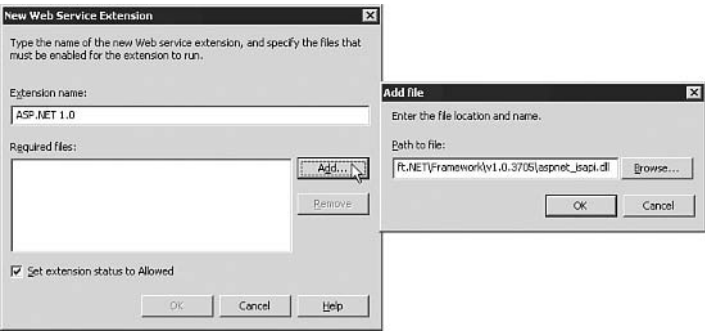 New Web Service Extension
Type the name of the new Web service extension, and specify the files that
must be enabled for the extension to run.
Extension name:
ASP.NET 1.0
Required files:
Add...
Remove
Set extension status to Allowed
OK
Cancel
Help
Add file
Enter the file location and name.
Path to file:
ft.NET\Framework\v1.0.3705\aspnet_isapi.dll
Browse...
OK
Cancel